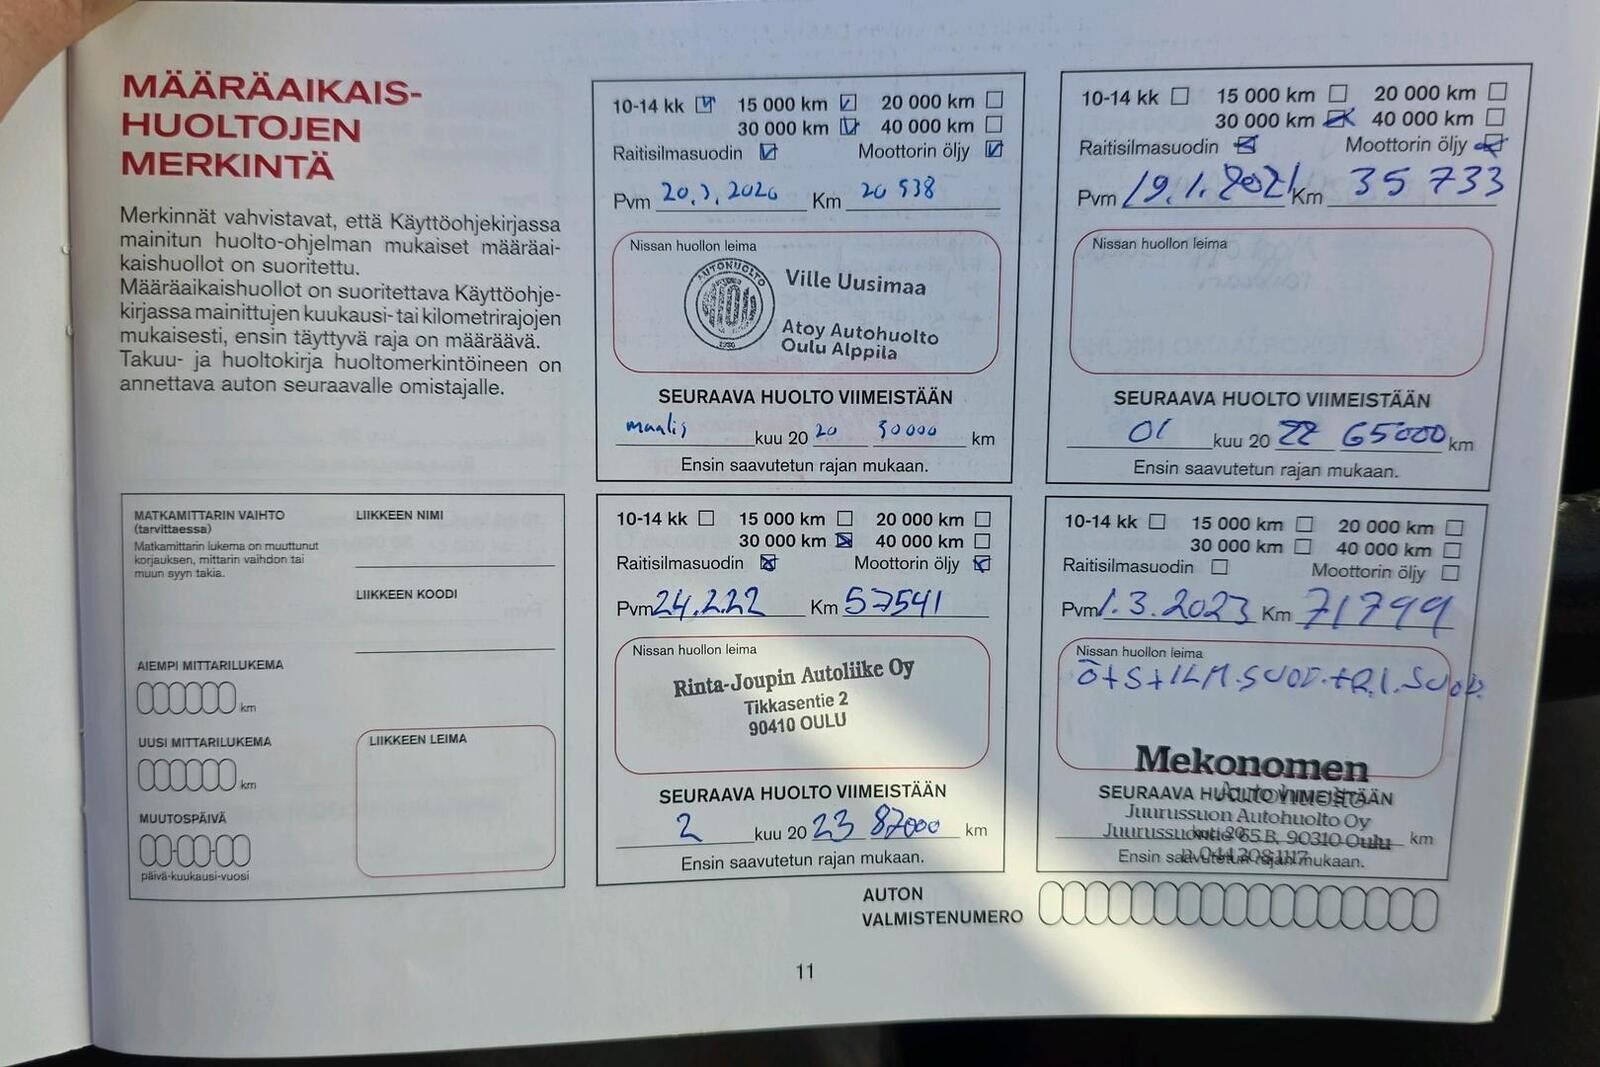 MÄÄRÄAIKAIS-
HUOLTOJEN
MERKINTÄ
Merkinnät vahvistavat, että Käyttöohjekirjassa
mainitun huolto-ohjelman mukaiset määräai-
kaishuollot on suoritettu.
Määräaikaishuollot on suoritettava Käyttöohje-
kirjassa mainittujen kuukausi- tai kilometrirajojen
mukaisesti, ensin täyttyvä raja on määräävä.
Takuu- ja huoltokirja huoltomerkintöineen on
annettava auton seuraavalle omistajalle.
MATKAMITTARIN VAIHTO
(tarvittaessa)
Matkamittarin lukema on muuttunut
korjauksen, mittarin vaihdon tai
muun syyn takia.
AIEMPI MITTARILUKEMA
km
UUSI MITTARILUKEMA
km
MUUTOSPÄIVÄ
päivä-kuukausi-vuosi
LIIKKEEN NIMI
LIIKKEEN KOODI
LIIKKEEN LEIMA
10-14 kk 15 000 km 20 000 km
30 000 km 40 000 km
Raitisilmasuodin Moottorin öljy
Pvm 20.3.2020 Km 20 538
Nissan huollon leima
AUTOHUOLTO
Ville Uusimaa
Atoy Autohuolto
Oulu Alppila
SEURAAVA HUOLTO VIIMEISTÄÄN
maalis kuu 20 20 30000 km
Ensin saavutetun rajan mukaan.
10-14 kk 15 000 km 20 000 km
30 000 km 40 000 km
Raitisilmasuodin Moottorin öljy
Pvm 19.1.2021 Km 35 733
Nissan huollon leima
SEURAAVA HUOLTO VIIMEISTÄÄN
01 kuu 20 22 65000 km
Ensin saavutetun rajan mukaan.
10-14 kk 15 000 km 20 000 km
30 000 km 40 000 km
Raitisilmasuodin Moottorin öljy
Pvm 24.2.22 Km 57541
Nissan huollon leima
Rinta-Joupin Autoliike Oy
Tikkasentie 2
90410 OULU
SEURAAVA HUOLTO VIIMEISTÄÄN
2 kuu 20 23 87000 km
Ensin saavutetun rajan mukaan.
10-14 kk 15 000 km 20 000 km
30 000 km 40 000 km
Raitisilmasuodin Moottorin öljy
Pvm 1.3.2023 Km 71799
Nissan huollon leima
Ö+S+ILM.SUOD.+R.I.SUOD.
Mekonomen
Autohuolto
SEURAAVA HUOLTO VIIMEISTÄÄN
Juurussuon Autohuolto Oy
Juurussuontie 65 B, 90310 Oulu
kuu 20 km
Ensin saavutetun rajan mukaan.
AUTON
VALMISTENUMERO
11